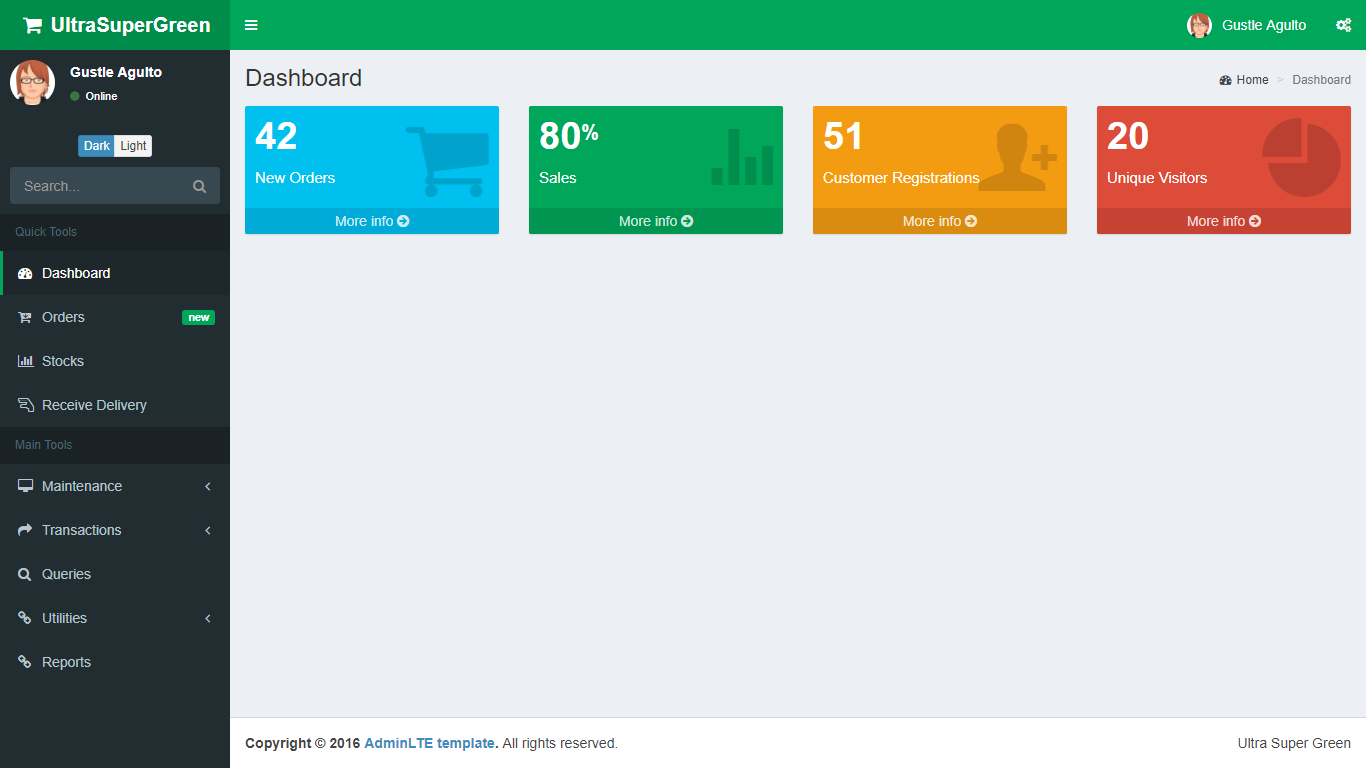 UltraSuperGreen
Gustle Agulto
Gustle Agulto
Online
Dark Light
Search...
Quick Tools
Dashboard
Orders new
Stocks
Receive Delivery
Main Tools
Maintenance
Transactions
Queries
Utilities
Reports
Dashboard
Home > Dashboard
42
New Orders
More info
80%
Sales
More info
51
Customer Registrations
More info
20
Unique Visitors
More info
Copyright © 2016 AdminLTE template. All rights reserved.
Ultra Super Green